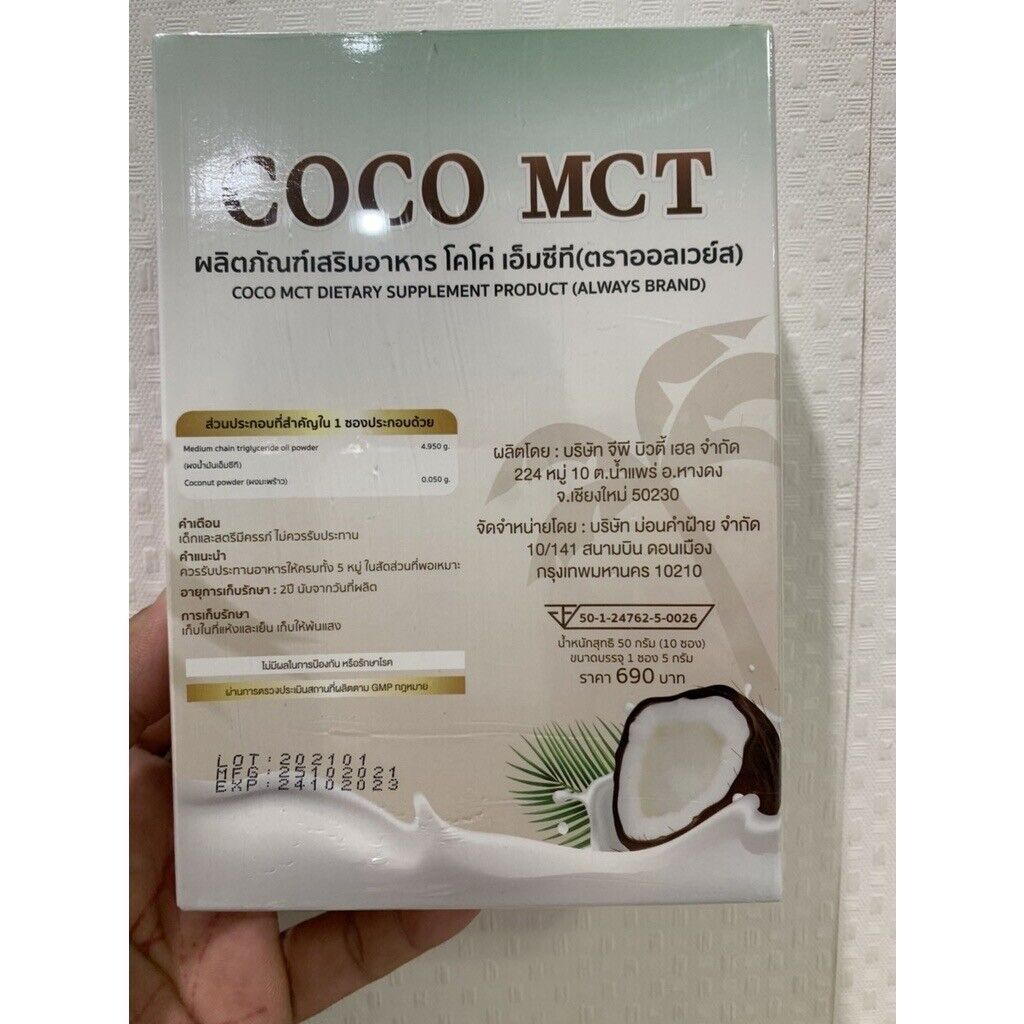 COCO MCT
ผลิตภัณฑ์เสริมอาหาร โคโค่ เอ็มซีที(ตราออลเวย์ส)
COCO MCT DIETARY SUPPLEMENT PRODUCT (ALWAYS BRAND)
ส่วนประกอบที่สำคัญใน 1 ซองประกอบด้วย
Medium chain triglyceride oil powder 4.950 g.
(ผงน้ำมันเอ็มซีที)
Coconut powder (ผงมะพร้าว) 0.050 g.
คำเตือน
เด็กและสตรีมีครรภ์ ไม่ควรรับประทาน
คำแนะนำ
ควรรับประทานอาหารให้ครบทั้ง 5 หมู่ ในสัดส่วนที่พอเหมาะ
อายุการเก็บรักษา : 2ปี นับจากวันที่ผลิต
การเก็บรักษา
เก็บในที่แห้งและเย็น เก็บให้พ้นแสง
ไม่มีผลในการป้องกัน หรือรักษาโรค
ผ่านการตรวจประเมินสถานที่ผลิตตาม GMP กฎหมาย
LOT : 202101
MFG : 25102021
EXP : 24102023
ผลิตโดย : บริษัท จีพี บิวตี้ เฮล จำกัด
224 หมู่ 10 ต.น้ำแพร่ อ.หางดง
จ.เชียงใหม่ 50230
จัดจำหน่ายโดย : บริษัท ม่อนคำฝ้าย จำกัด
10/141 สนามบิน ดอนเมือง
กรุงเทพมหานคร 10210
50-1-24762-5-0026
น้ำหนักสุทธิ 50 กรัม (10 ซอง)
ขนาดบรรจุ 1 ซอง 5 กรัม
ราคา 690 บาท